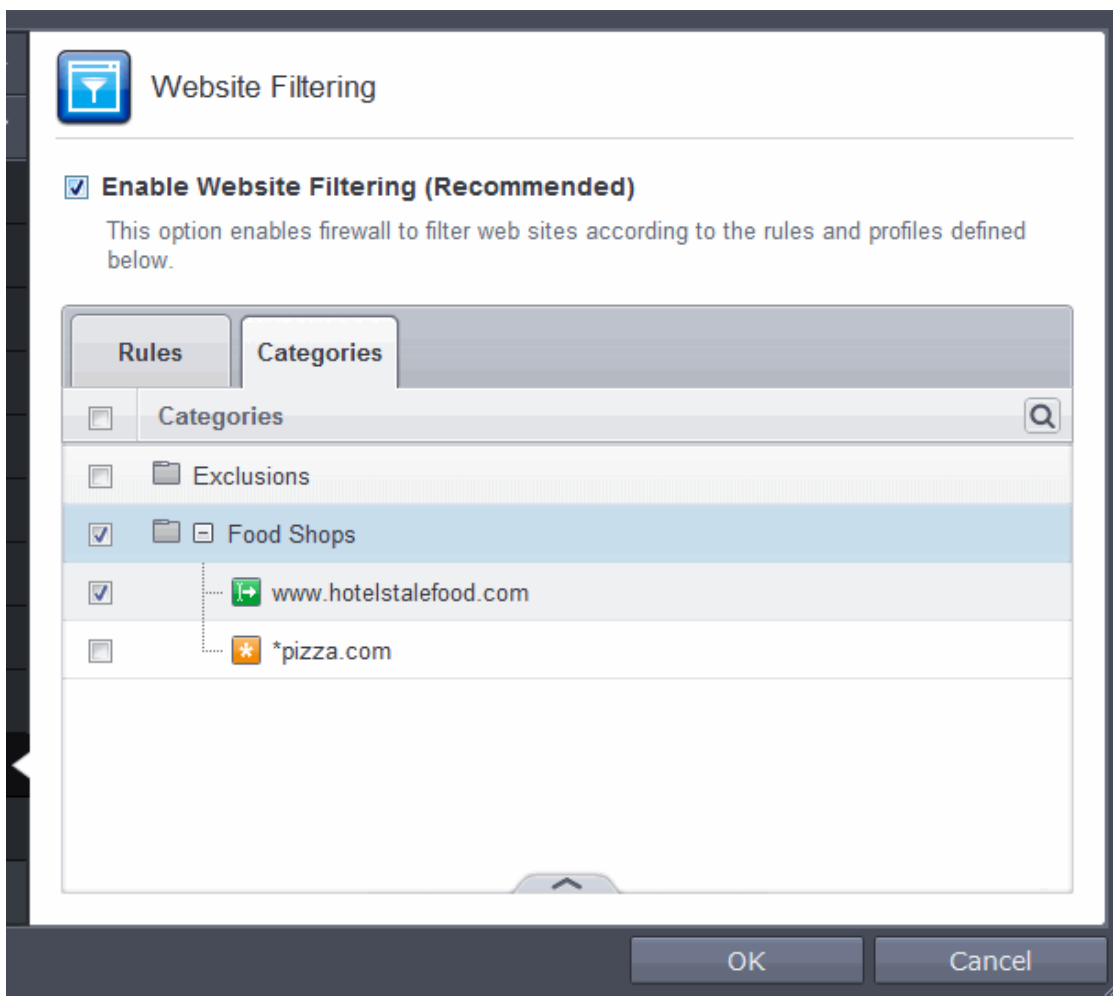 Website Filtering
Enable Website Filtering (Recommended)
This option enables firewall to filter web sites according to the rules and profiles defined
below.
Rules
Categories
Categories
Exclusions
Food Shops
www.hotelstalefood.com
*pizza.com
OK
Cancel